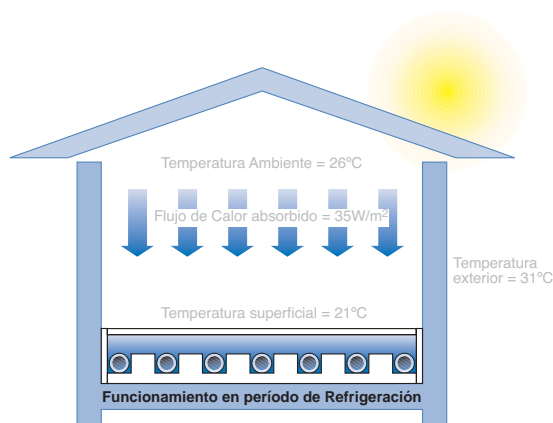 Temperatura Ambiente = 26ºC
Flujo de Calor absorbido = 35W/m²
Temperatura
exterior = 31ºC
Temperatura superficial = 21ºC
Funcionamiento en período de Refrigeración